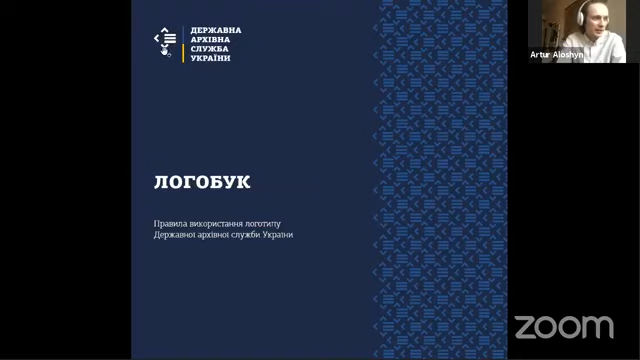 ДЕРЖАВНА
АРХІВНА
СЛУЖБА
УКРАЇНИ
Artur Aloshyn
ЛОГОБУК
Правила використання логотипу
Державної архівної служби України
zoom